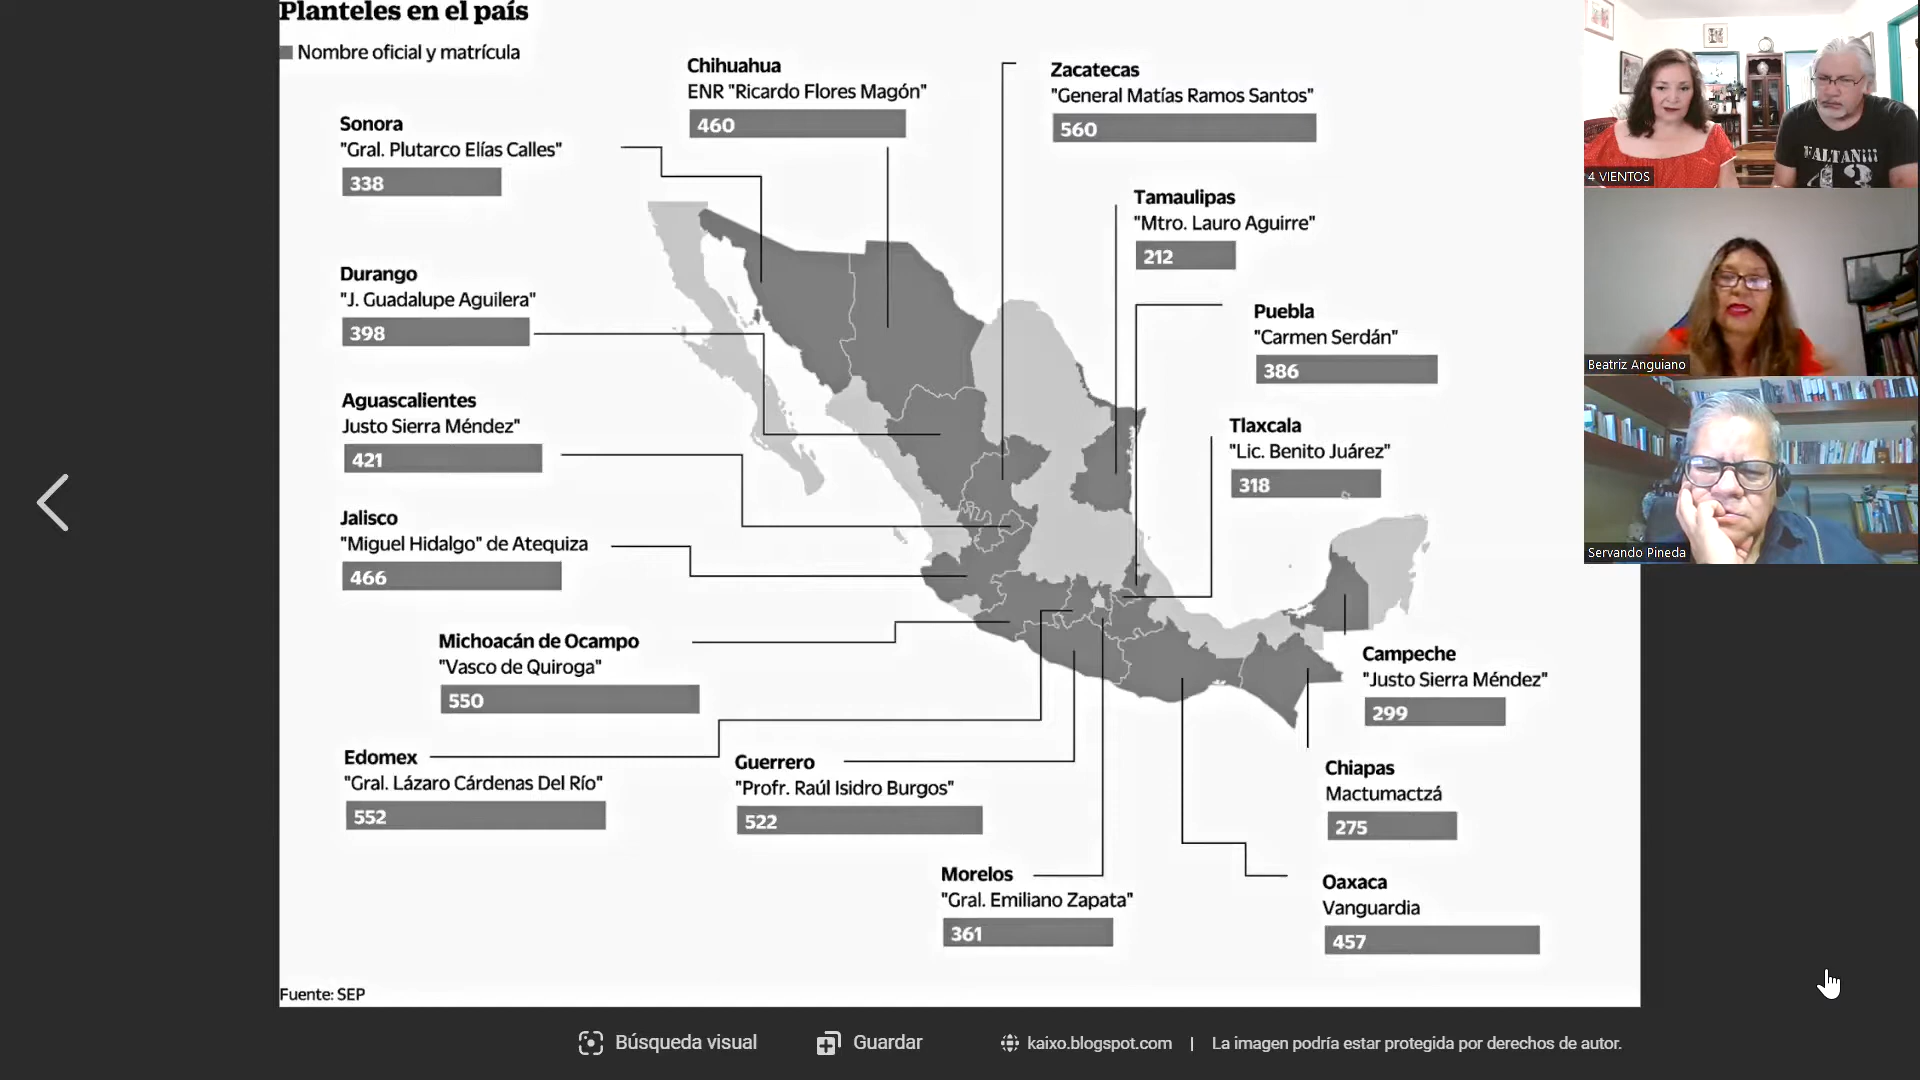 Planteles en el país
Nombre oficial y matrícula
Chihuahua
ENR "Ricardo Flores Magón"
460
Zacatecas
"General Matías Ramos Santos"
560
Sonora
"Gral. Plutarco Elías Calles"
338
Tamaulipas
"Mtro. Lauro Aguirre"
212
Durango
"J. Guadalupe Aguilera"
398
Puebla
"Carmen Serdán"
386
Aguascalientes
Justo Sierra Méndez"
421
Tlaxcala
"Lic. Benito Juárez"
318
Jalisco
"Miguel Hidalgo" de Atequiza
466
Michoacán de Ocampo
"Vasco de Quiroga"
550
Campeche
"Justo Sierra Méndez"
299
Edomex
"Gral. Lázaro Cárdenas Del Río"
552
Guerrero
"Profr. Raúl Isidro Burgos"
522
Chiapas
Mactumactzá
275
Morelos
"Gral. Emiliano Zapata"
361
Oaxaca
Vanguardia
457
Fuente: SEP
Búsqueda visual
Guardar
kaixo.blogspot.com | La imagen podría estar protegida por derechos de autor.
FALTAN¡¡¡
43
4 VIENTOS
Beatriz Anguiano
Servando Pineda